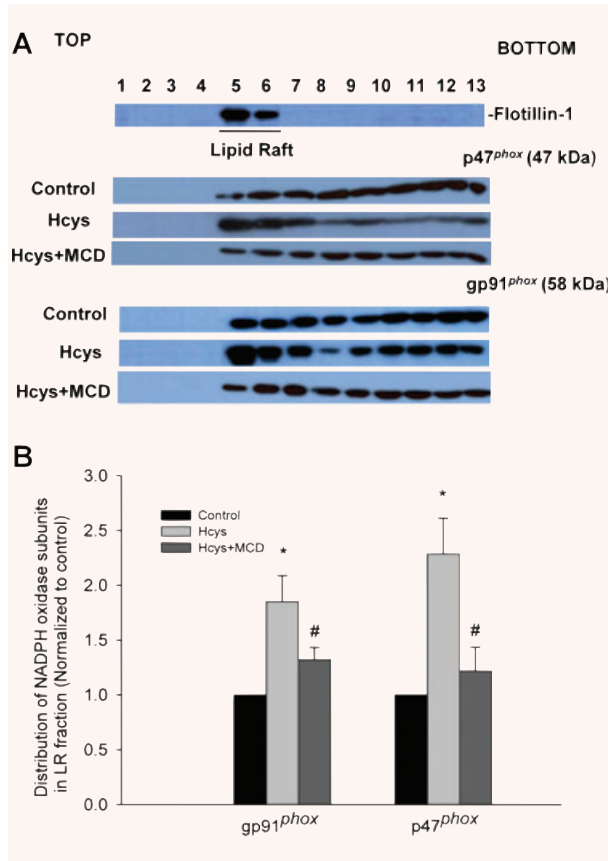 A TOP BOTTOM
1 2 3 4 5 6 7 8 9 10 11 12 13
-Flotillin-1
Lipid Raft
p47phox (47 kDa)
Control
Hcys
Hcys+MCD
gp91phox (58 kDa)
Control
Hcys
Hcys+MCD
B
Distribution of NADPH oxidase subunits
in LR fraction (Normalized to control)
3.0
2.5
2.0
1.5
1.0
0.5
0.0
Control
Hcys
Hcys+MCD
*
#
*
#
gp91phox p47phox